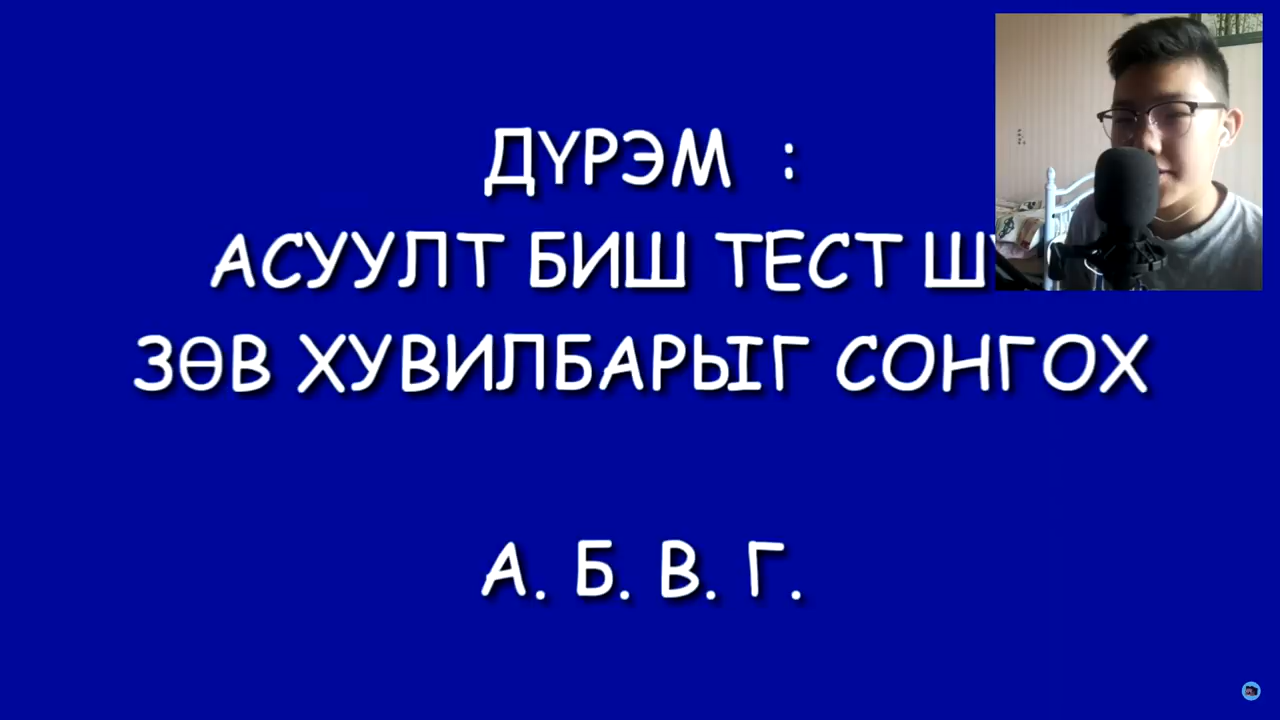 ДҮРЭМ :
АСУУЛТ БИШ ТЕСТ
ЗӨВ ХУВИЛБАРЫГ СОНГОХ
А. Б. В. Г.